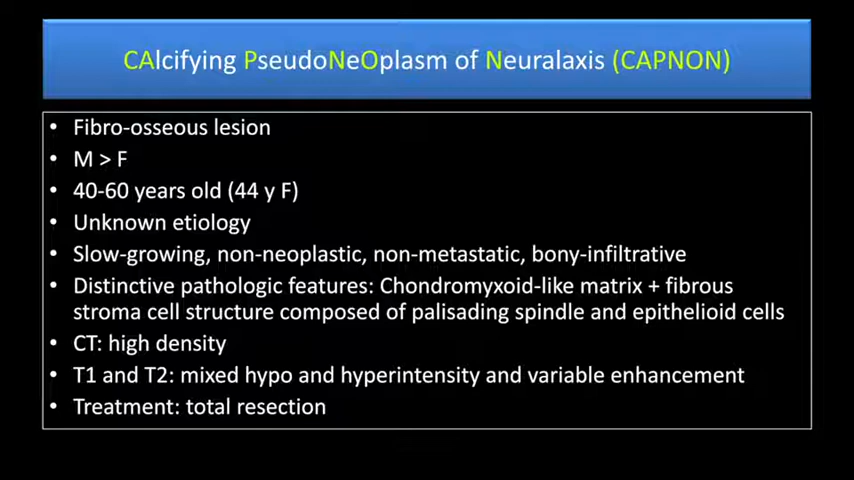 CAlcifying PseudoNeOplasm of Neuralaxis (CAPNON)
• Fibro-osseous lesion
• M > F
• 40-60 years old (44 y F)
• Unknown etiology
• Slow-growing, non-neoplastic, non-metastatic, bony-infiltrative
• Distinctive pathologic features: Chondromyxoid-like matrix + fibrous
stroma cell structure composed of palisading spindle and epithelioid cells
• CT: high density
• T1 and T2: mixed hypo and hyperintensity and variable enhancement
• Treatment: total resection